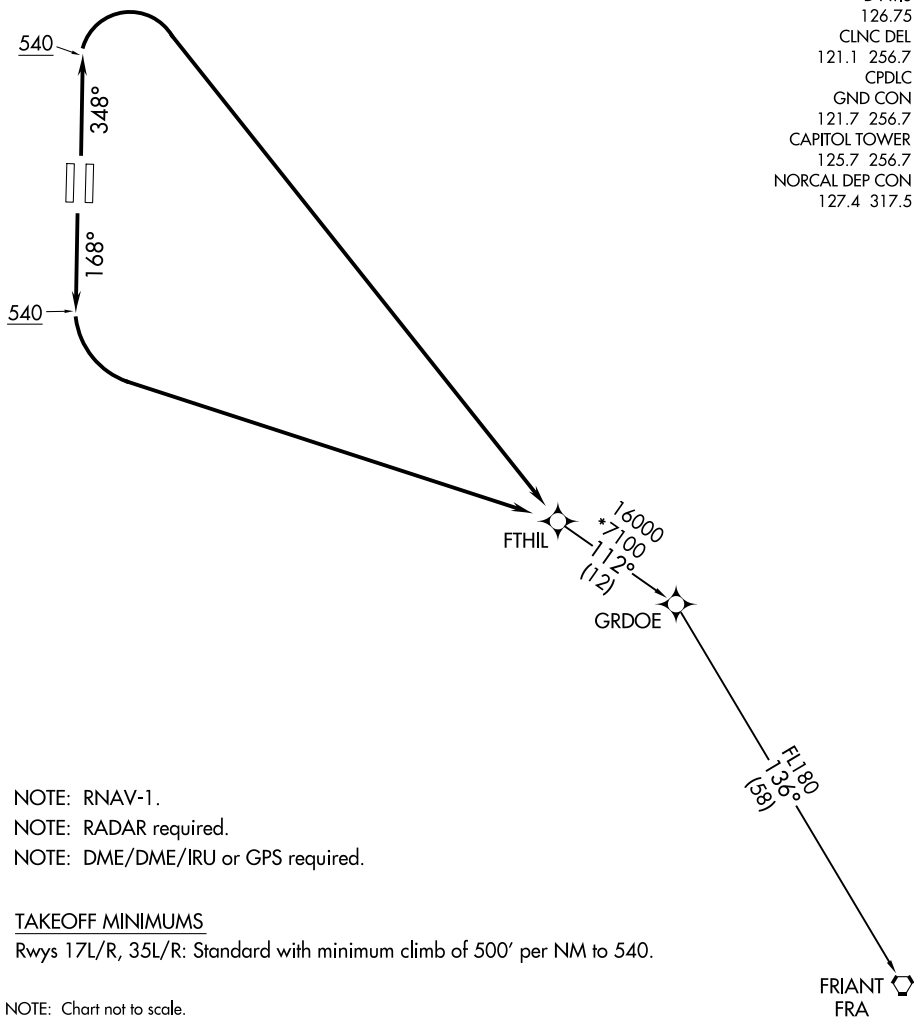 126.75
CLNC DEL
121.1 256.7
CPDLC
GND CON
121.7 256.7
CAPITOL TOWER
125.7 256.7
NORCAL DEP CON
127.4 317.5
540
348°
168°
540
FTHIL
16000
*7100
112°
(12)
GRDOE
FL180
136°
(58)
FRIANT
FRA
NOTE: RNAV-1.
NOTE: RADAR required.
NOTE: DME/DME/IRU or GPS required.
TAKEOFF MINIMUMS
Rwys 17L/R, 35L/R: Standard with minimum climb of 500' per NM to 540.
NOTE: Chart not to scale.